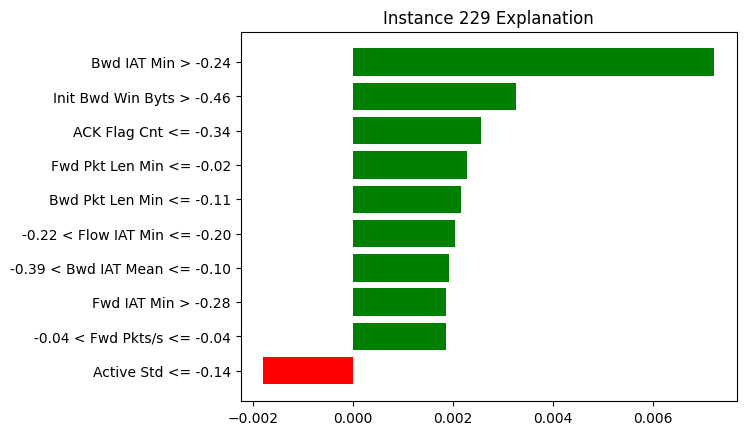 Instance 229 Explanation
Bwd IAT Min > -0.24
Init Bwd Win Byts > -0.46
ACK Flag Cnt <= -0.34
Fwd Pkt Len Min <= -0.02
Bwd Pkt Len Min <= -0.11
-0.22 < Flow IAT Min <= -0.20
-0.39 < Bwd IAT Mean <= -0.10
Fwd IAT Min > -0.28
-0.04 < Fwd Pkts/s <= -0.04
Active Std <= -0.14
−0.002 0.000 0.002 0.004 0.006